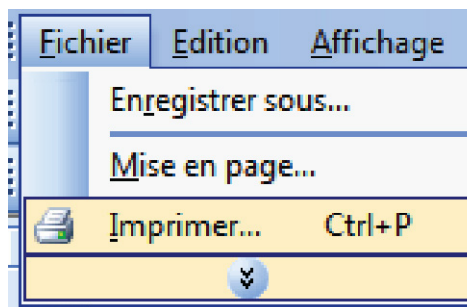 Fichier Edition Affichage
Enregistrer sous...
Mise en page...
Imprimer... Ctrl+P